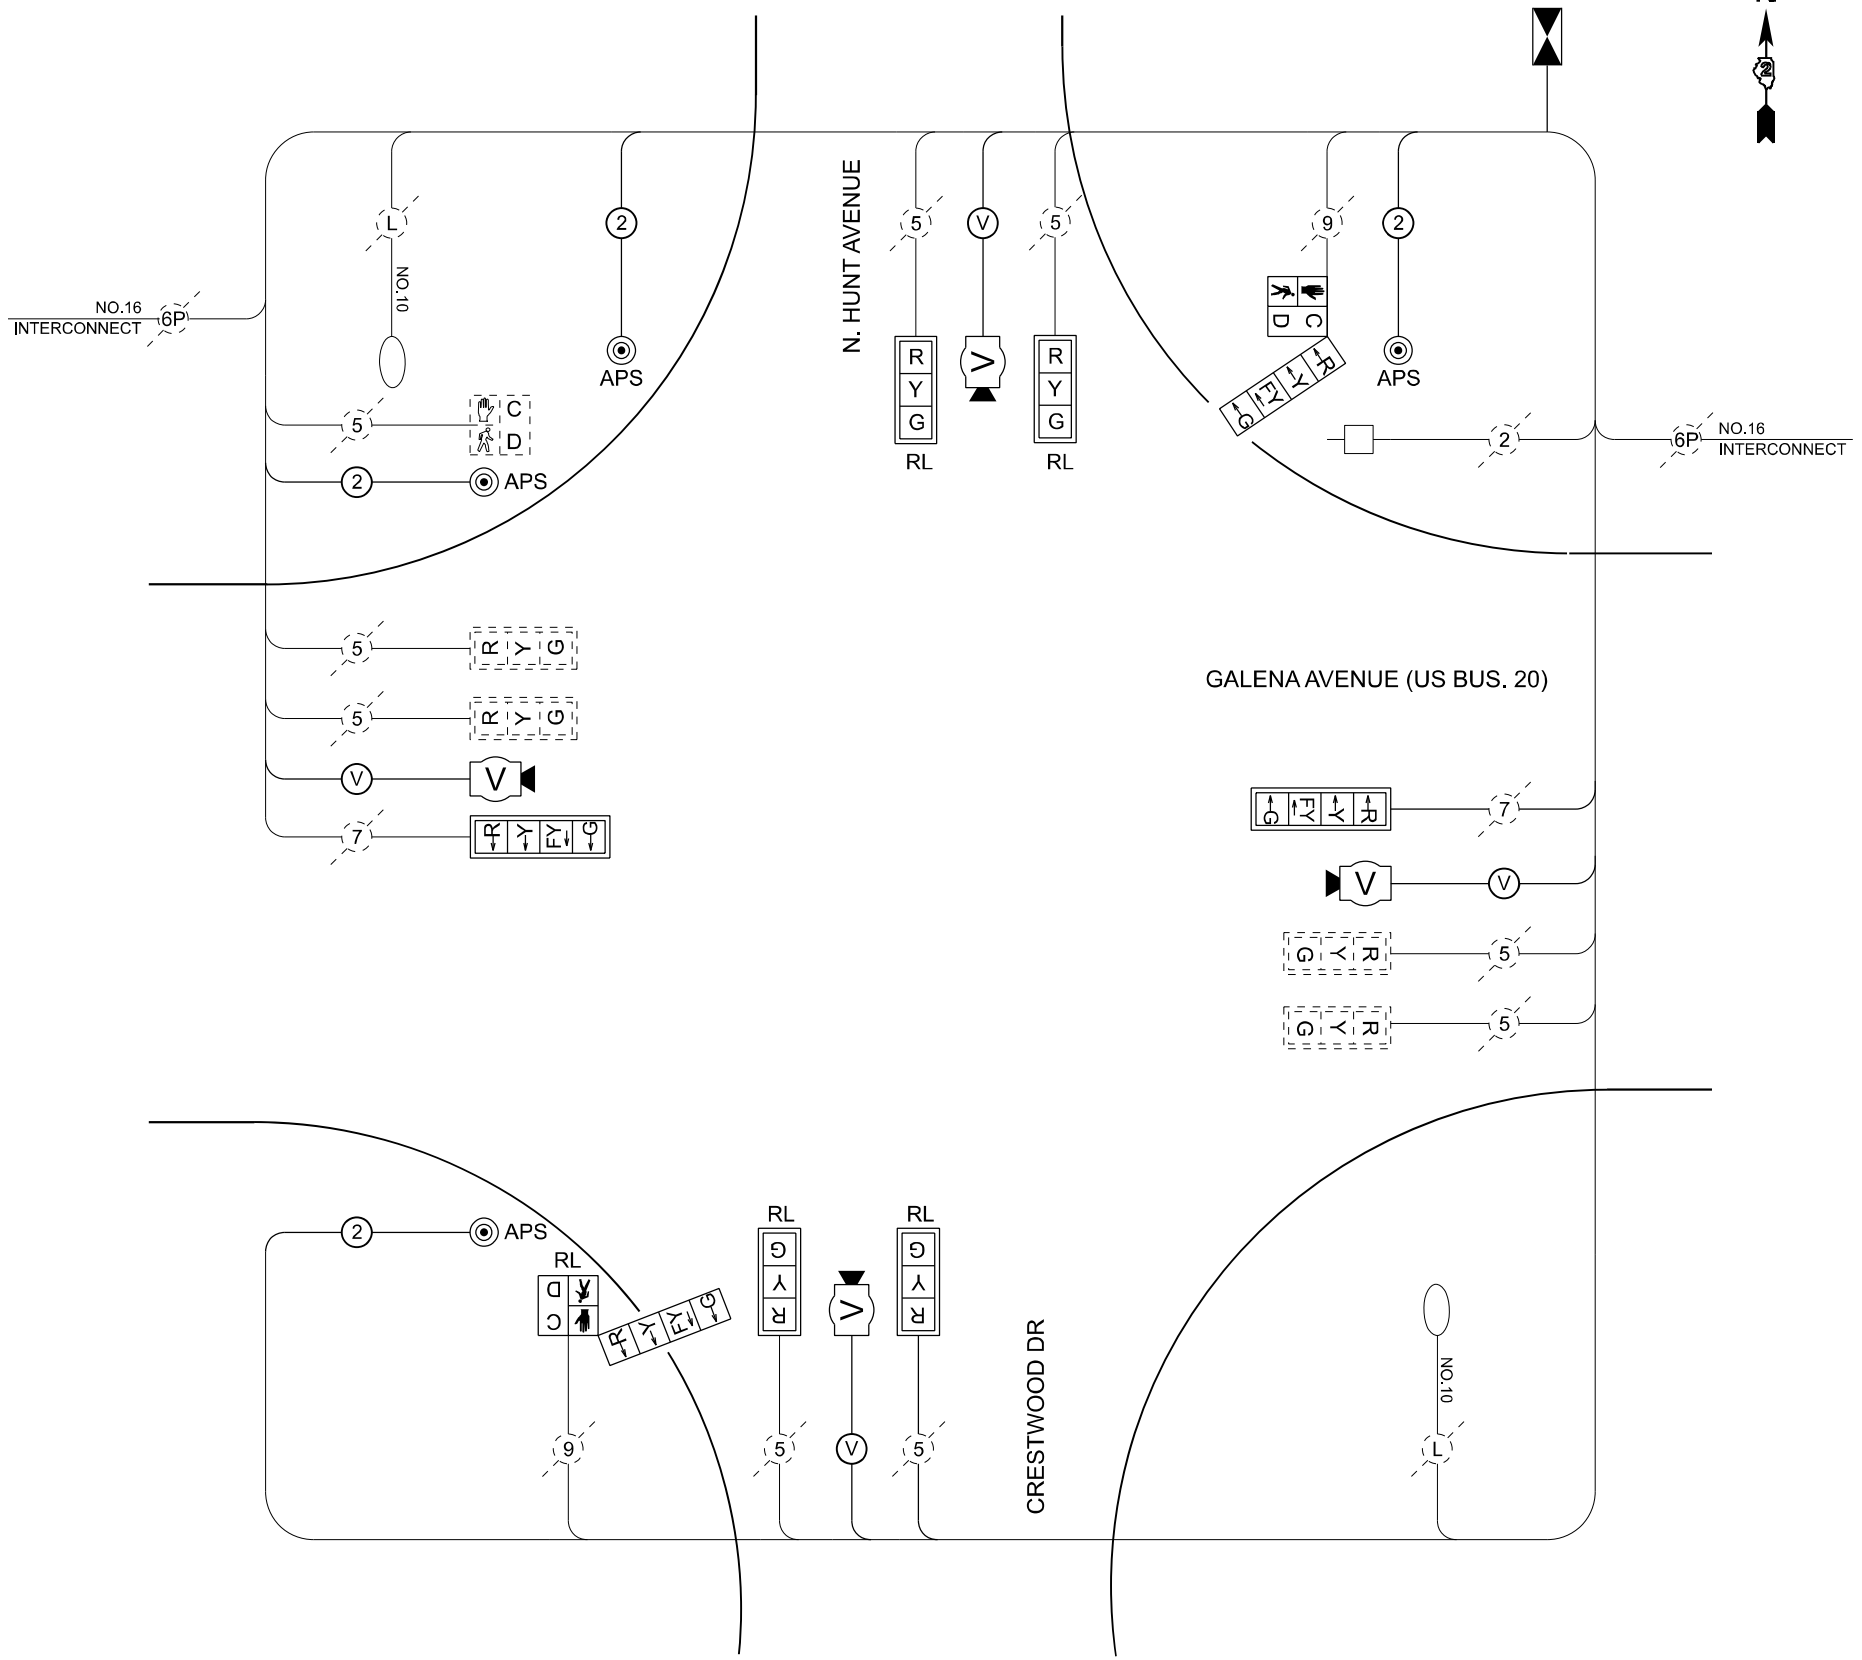 N
2
L
2
5
V
5
9
2
NO.10
N. HUNT AVENUE
NO.16
6P
INTERCONNECT
C
D
R
Y
G
RL
V
R
Y
G
RL
R
Y
FY
G
APS
APS
5
C
D
2
APS
2
6P
NO.16
INTERCONNECT
5
R Y G
GALENA AVENUE (US BUS. 20)
5
R Y G
V
V
7
R Y FY G
G FY Y R
7
V
V
G Y R
5
G Y R
5
2
APS
RL
D
C
R Y FY G
RL
G
Y
R
V
RL
G
Y
R
CRESTWOOD DR
NO.10
9
5
V
5
L